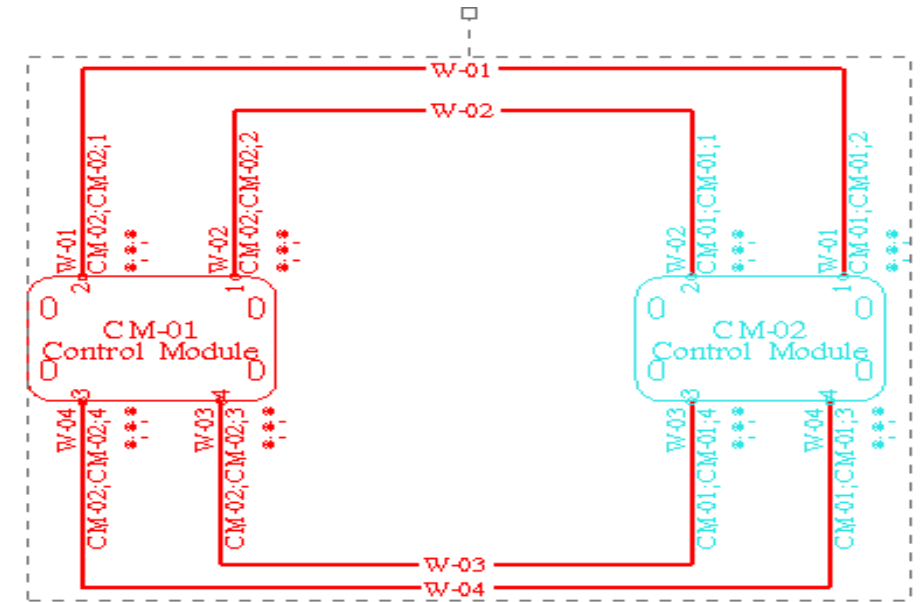 W-01
W-02
W-01
CM-02;CM-02;1
W-02
CM-02;CM-02;2
W-02
CM-01;CM-01;1
W-01
CM-01;CM-01;2
2
1
2
1
CM-01
Control Module
CM-02
Control Module
3
4
3
4
W-04
CM-02;CM-02;4
W-03
CM-02;CM-02;3
W-03
CM-01;CM-01;4
W-04
CM-01;CM-01;3
W-03
W-04